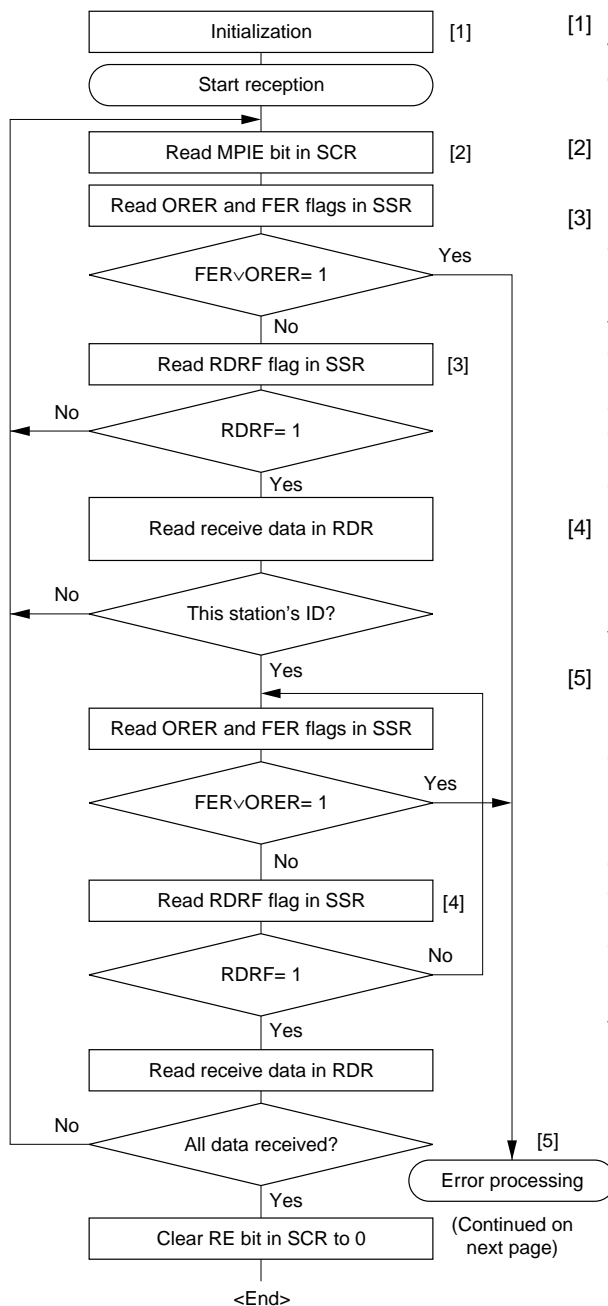 Initialization [1] [1]
Start reception
Read MPIE bit in SCR [2] [2]
Read ORER and FER flags in SSR
[3]
Yes
FER∨ORER= 1
No
Read RDRF flag in SSR [3]
No
RDRF= 1
Yes
Read receive data in RDR [4]
No
This station's ID?
Yes
[5]
Read ORER and FER flags in SSR
Yes
FER∨ORER= 1
No
Read RDRF flag in SSR [4]
No
RDRF= 1
Yes
Read receive data in RDR
No
All data received?
[5]
Error processing
Yes
(Continued on
next page)
Clear RE bit in SCR to 0
<End>